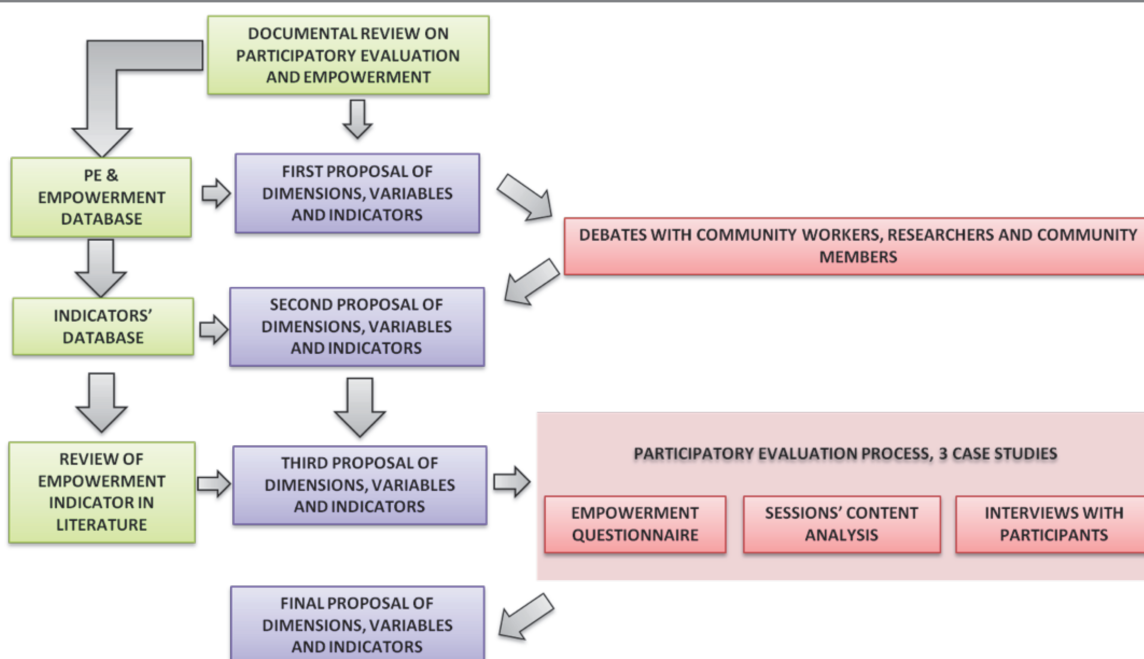 DOCUMENTAL REVIEW ON
PARTICIPATORY EVALUATION
AND EMPOWERMENT
PE &
EMPOWERMENT
DATABASE
FIRST PROPOSAL OF
DIMENSIONS, VARIABLES
AND INDICATORS
DEBATES WITH COMMUNITY WORKERS, RESEARCHERS AND COMMUNITY
MEMBERS
INDICATORS’
DATABASE
SECOND PROPOSAL OF
DIMENSIONS, VARIABLES
AND INDICATORS
REVIEW OF
EMPOWERMENT
INDICATOR IN
LITERATURE
THIRD PROPOSAL OF
DIMENSIONS, VARIABLES
AND INDICATORS
PARTICIPATORY EVALUATION PROCESS, 3 CASE STUDIES
EMPOWERMENT
QUESTIONNAIRE
SESSIONS’ CONTENT
ANALYSIS
INTERVIEWS WITH
PARTICIPANTS
FINAL PROPOSAL OF
DIMENSIONS, VARIABLES
AND INDICATORS